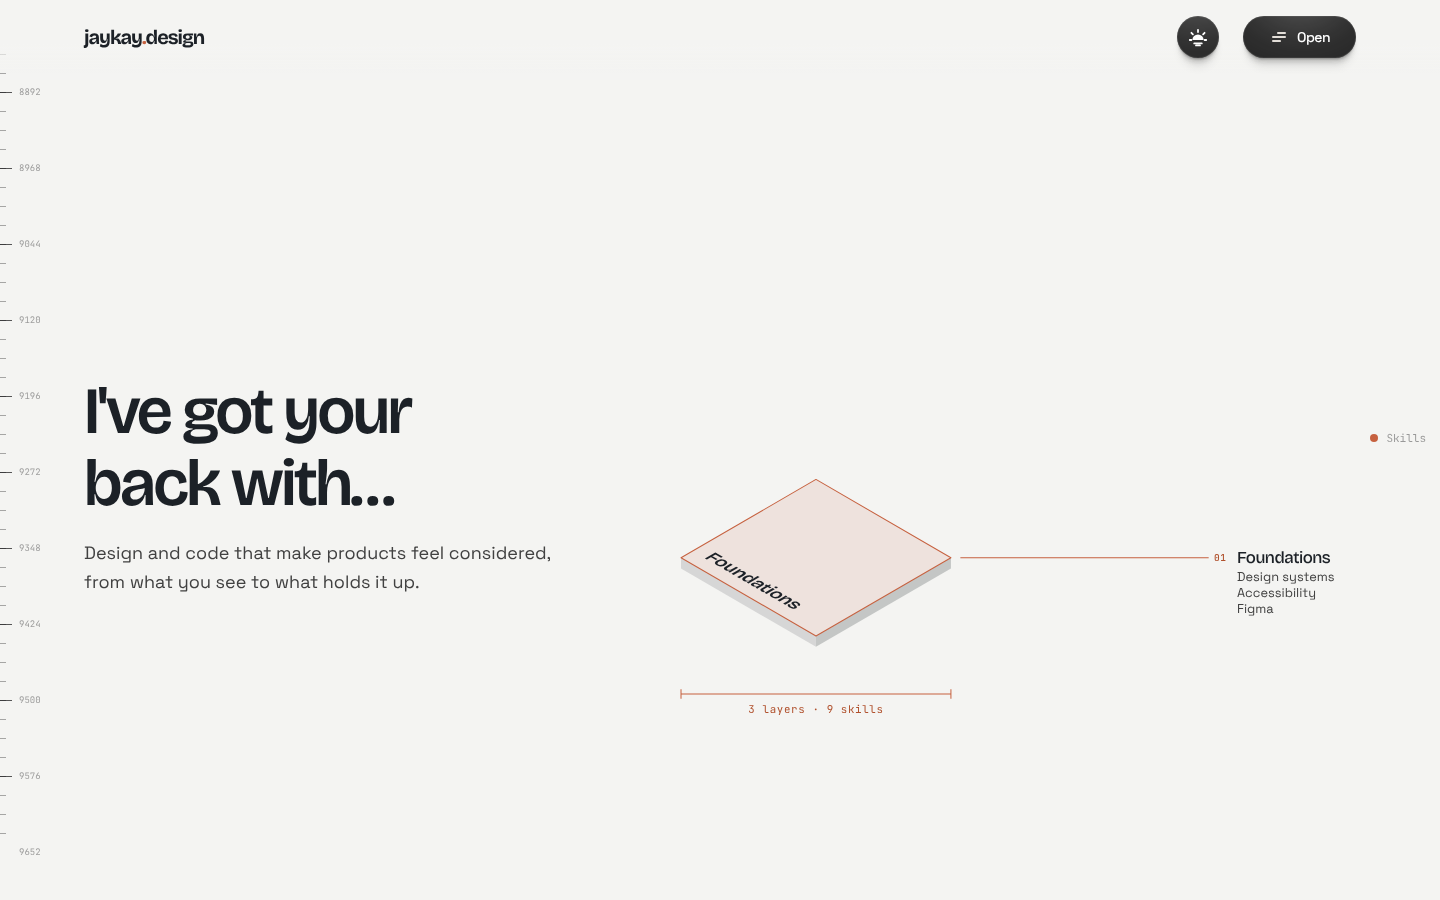 jaykay.design
Open
8892
8968
9044
9120
9196
9272
9348
9424
9500
9576
9652
I've got your
back with...
Design and code that make products feel considered,
from what you see to what holds it up.
Skills
Foundations
01 Foundations
Design systems
Accessibility
Figma
3 layers · 9 skills